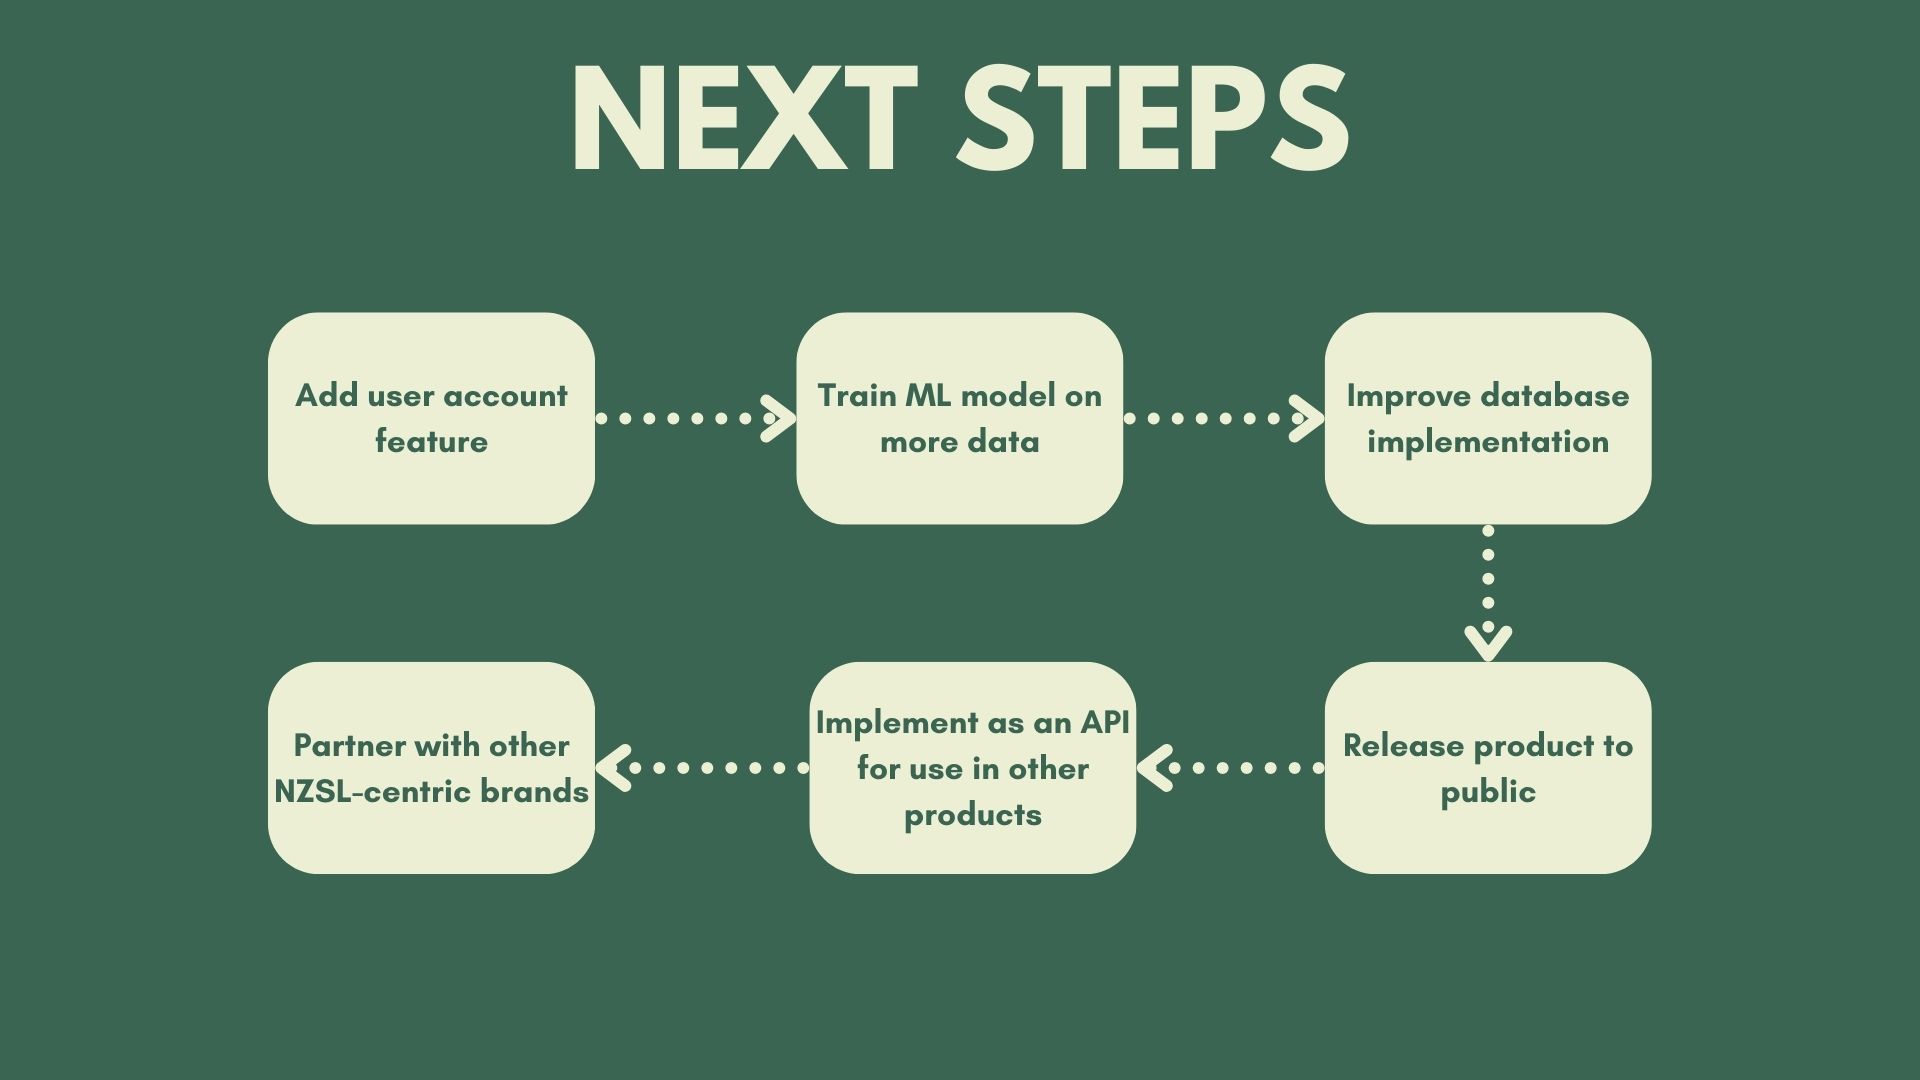 NEXT STEPS
Add user account
feature
Train ML model on
more data
Improve database
implementation
Release product to
public
Implement as an API
for use in other
products
Partner with other
NZSL-centric brands